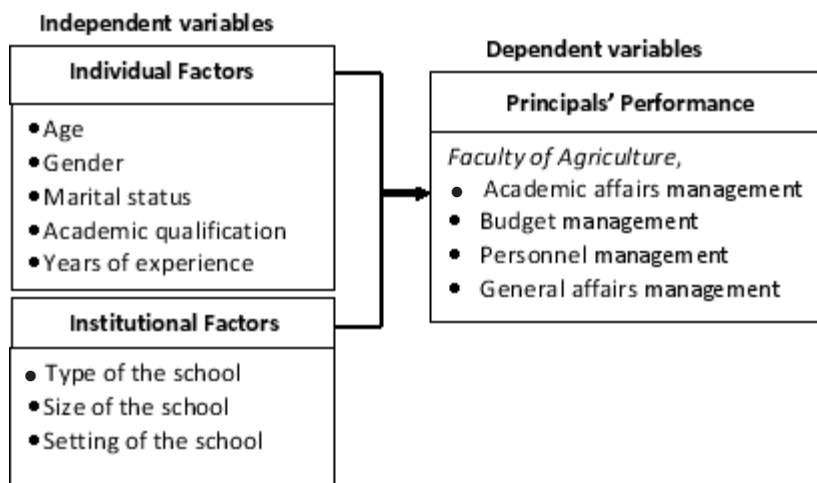 Independent variables
Individual Factors
● Age
● Gender
● Marital status
● Academic qualification
● Years of experience
Institutional Factors
● Type of the school
● Size of the school
● Setting of the school
Dependent variables
Principals’ Performance
Faculty of Agriculture,
● Academic affairs management
● Budget management
● Personnel management
● General affairs management